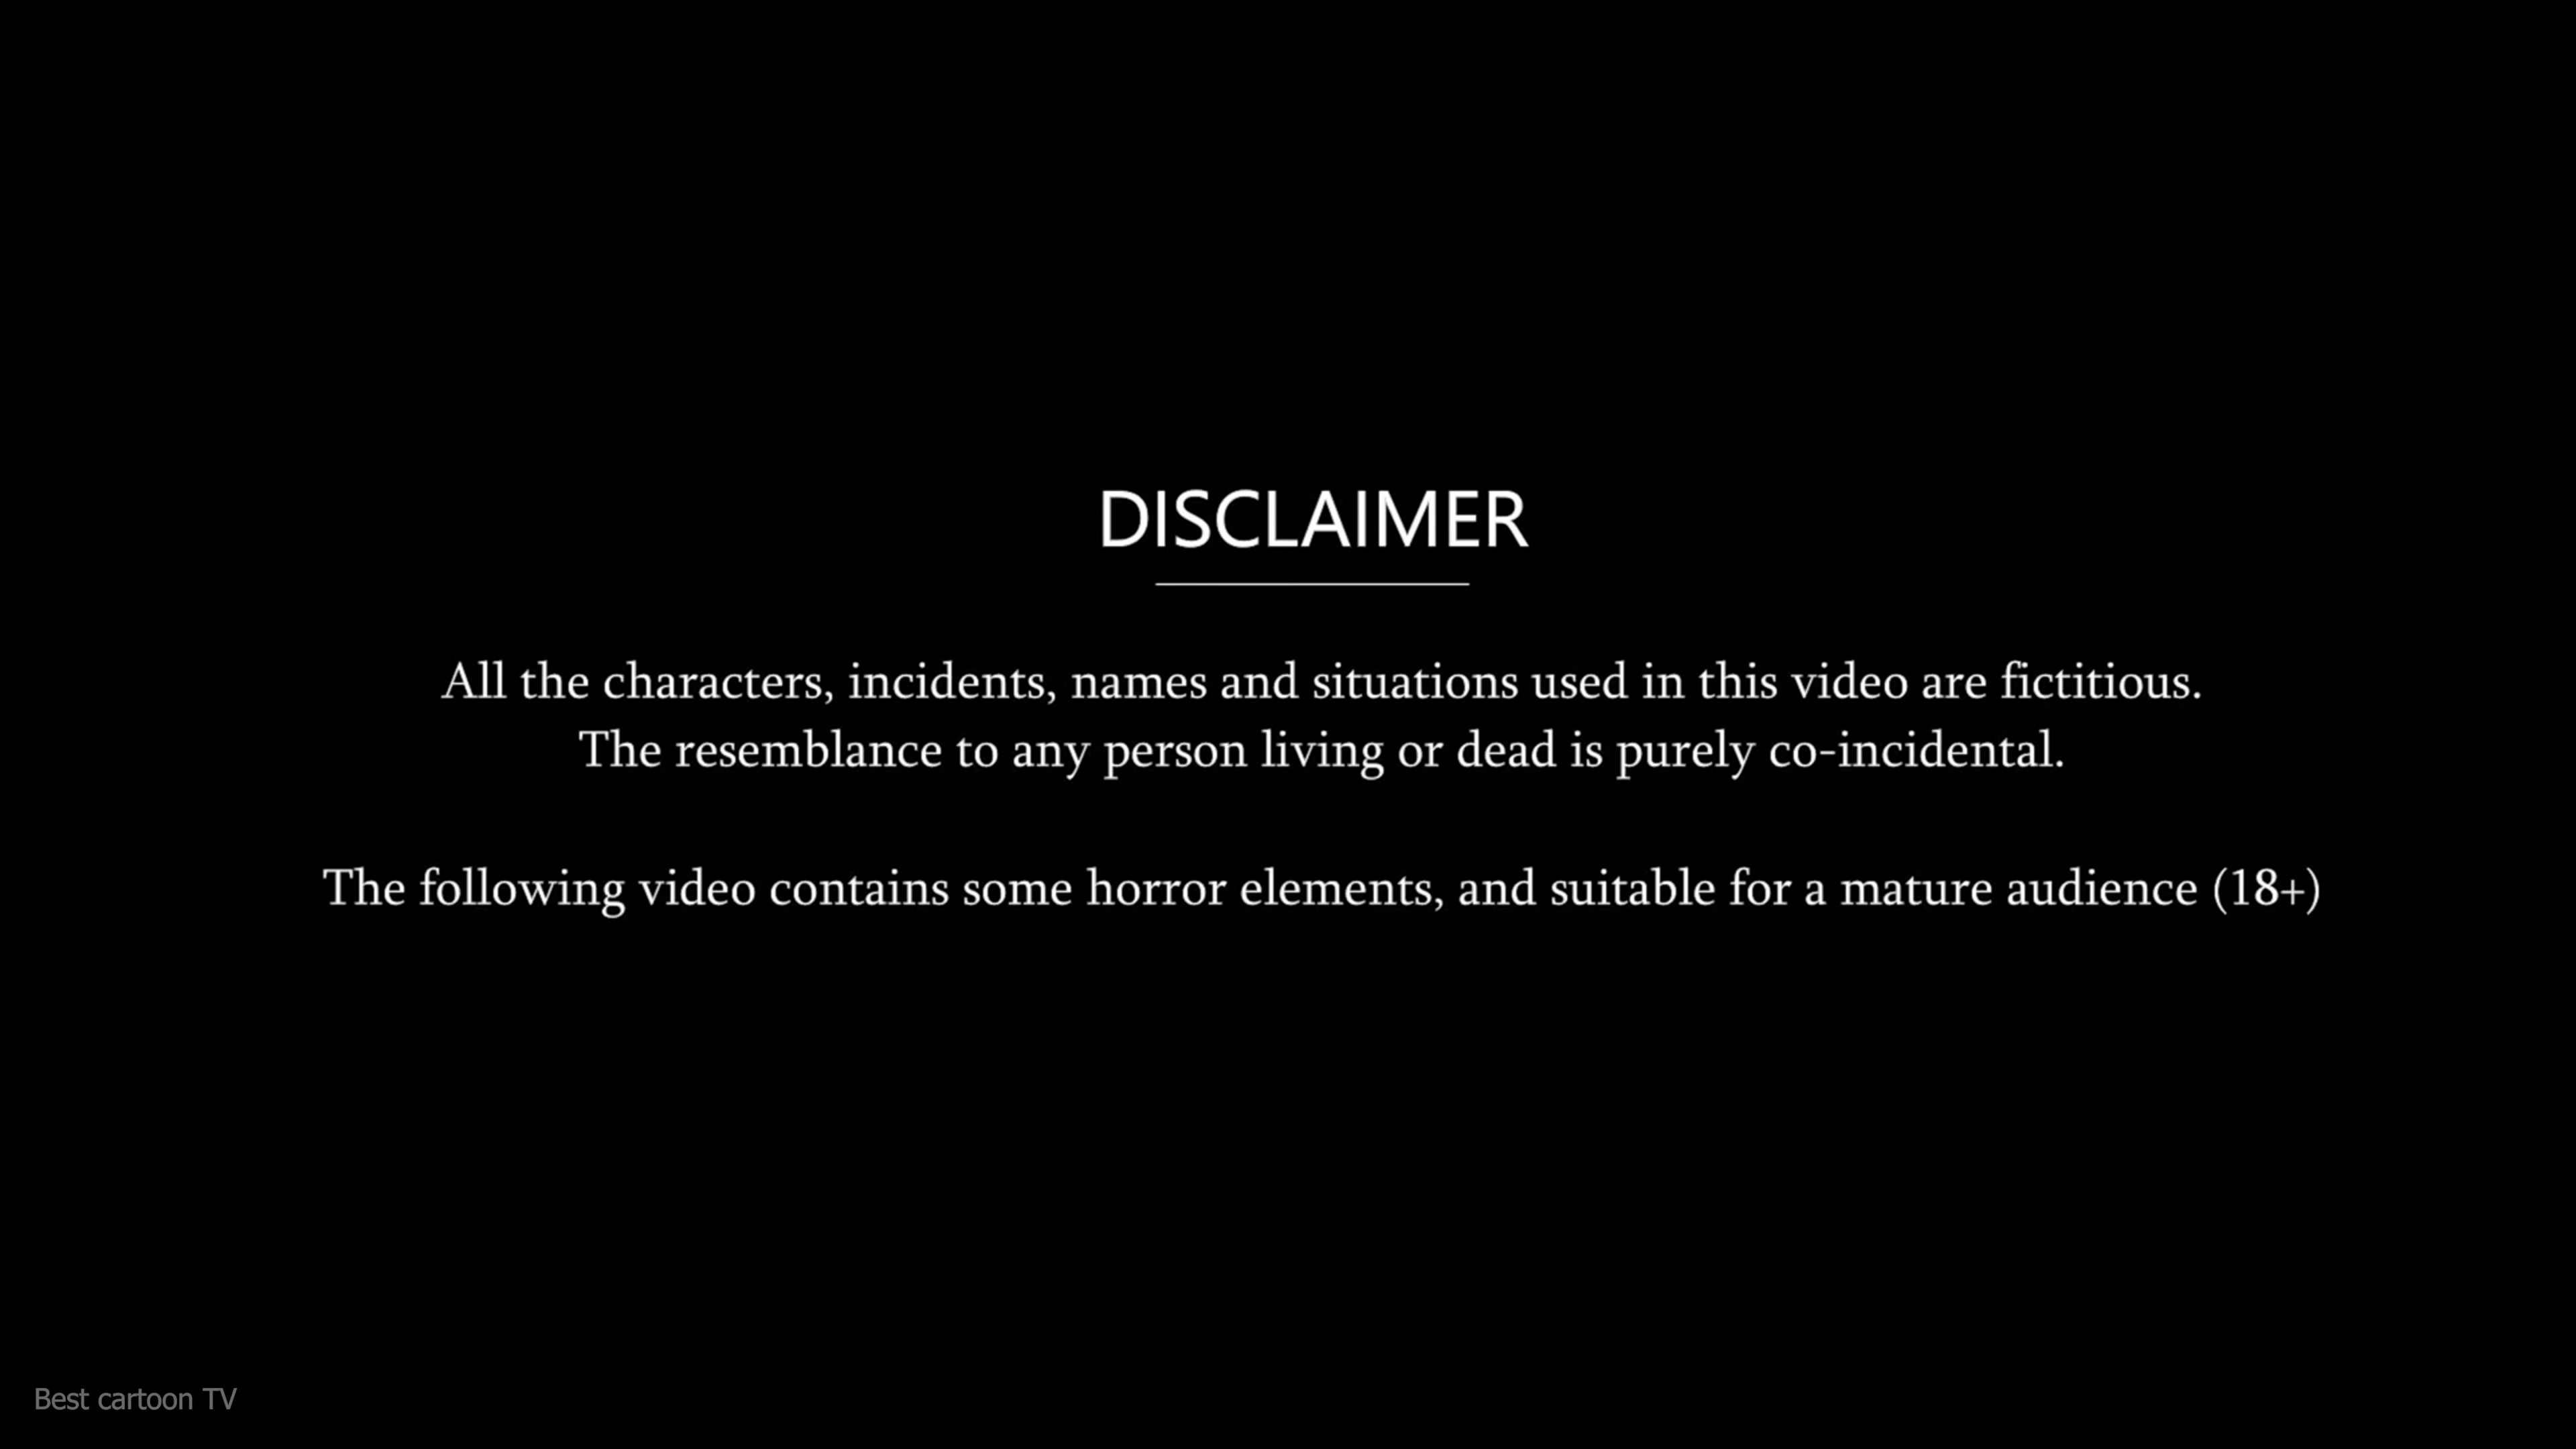 DISCLAIMER
All the characters, incidents, names and situations used in this video are fictitious.
The resemblance to any person living or dead is purely co-incidental.
The following video contains some horror elements, and suitable for a mature audience (18+)
Best cartoon TV